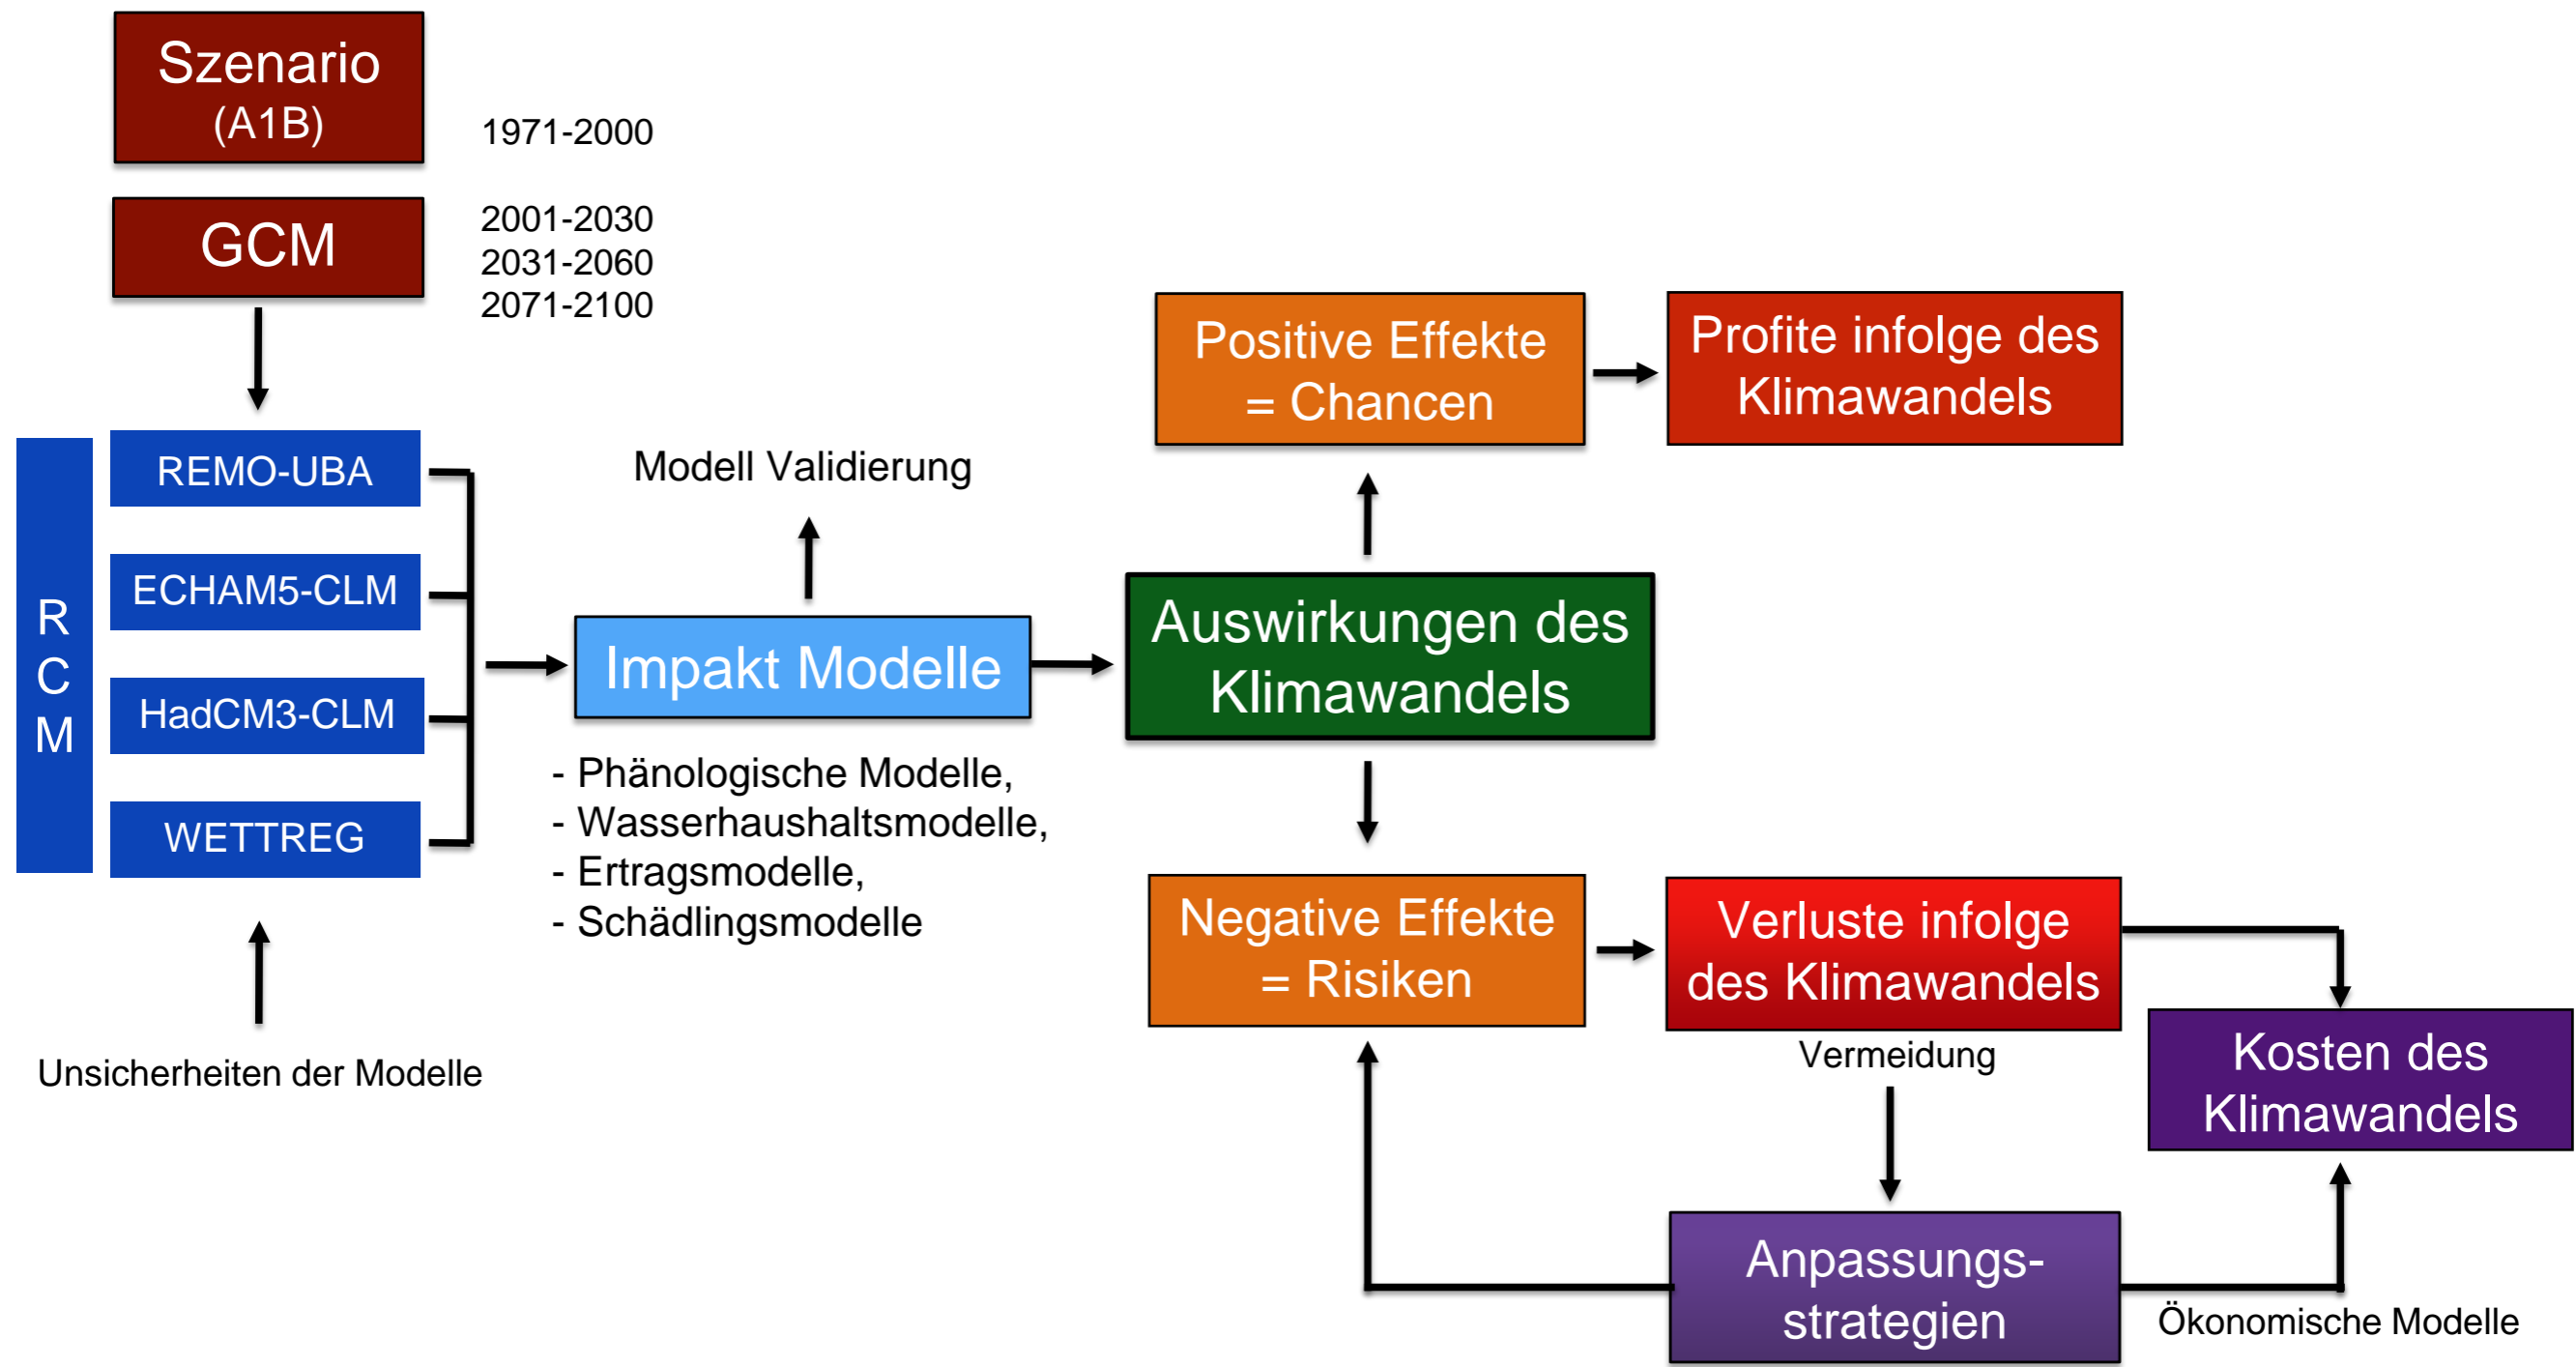 Szenario
(A1B)
1971-2000
GCM
2001-2030
2031-2060
2071-2100
R
C
M
REMO-UBA
ECHAM5-CLM
HadCM3-CLM
WETTREG
Unsicherheiten der Modelle
Modell Validierung
Impakt Modelle
- Phänologische Modelle,
- Wasserhaushaltsmodelle,
- Ertragsmodelle,
- Schädlingsmodelle
Positive Effekte
= Chancen
Profite infolge des
Klimawandels
Auswirkungen des
Klimawandels
Negative Effekte
= Risiken
Verluste infolge
des Klimawandels
Vermeidung
Kosten des
Klimawandels
Anpassungs-
strategien
Ökonomische Modelle